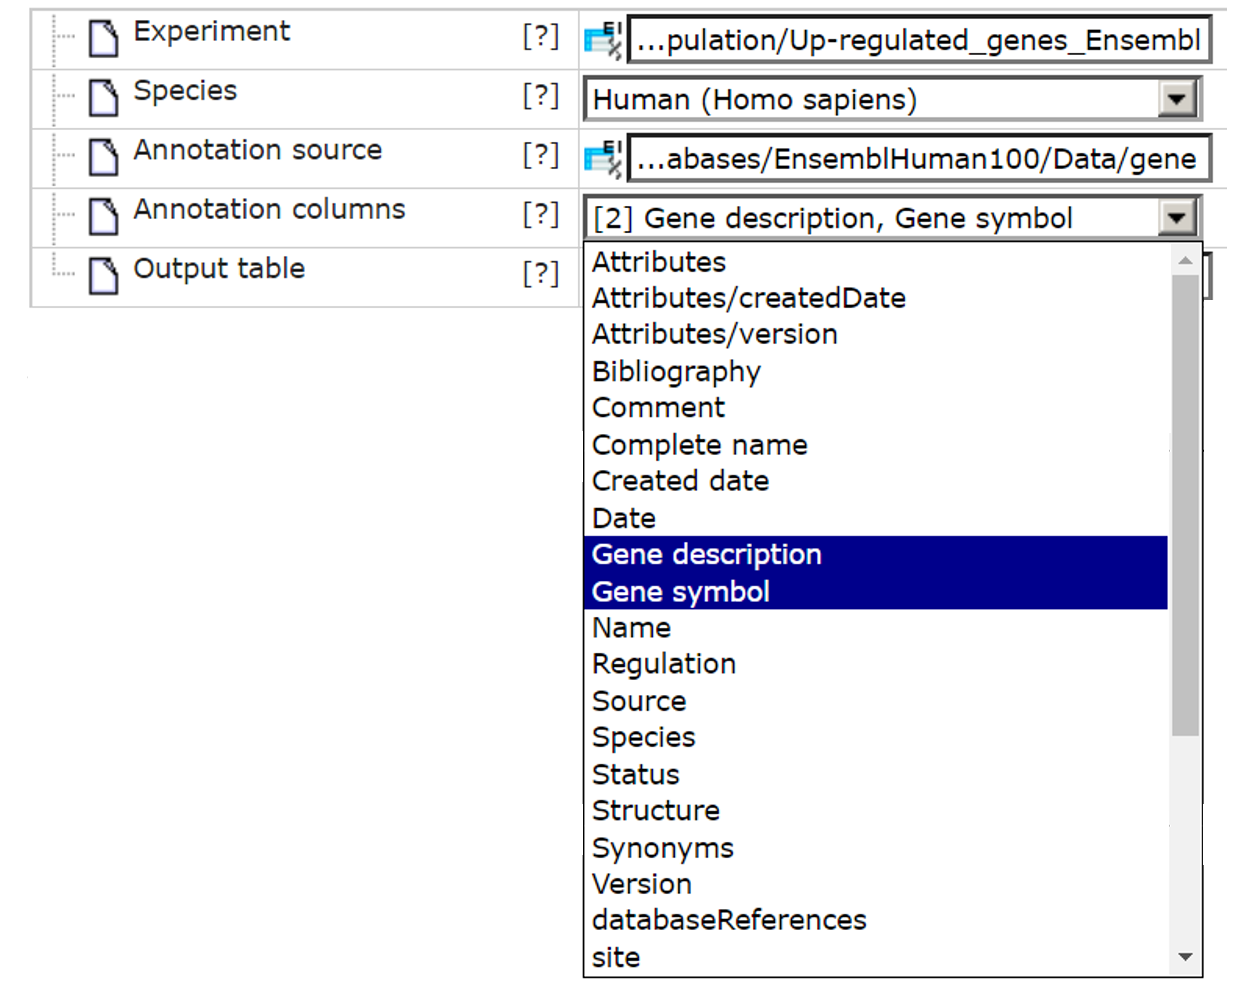 Experiment [?] EI ...pulation/Up-regulated_genes_Ensembl
Species [?] Human (Homo sapiens)
Annotation source [?] EI ...abases/EnsemblHuman100/Data/gene
Annotation columns [?] [2] Gene description, Gene symbol
Output table [?]
Attributes
Attributes/createdDate
Attributes/version
Bibliography
Comment
Complete name
Created date
Date
Gene description
Gene symbol
Name
Regulation
Source
Species
Status
Structure
Synonyms
Version
databaseReferences
site